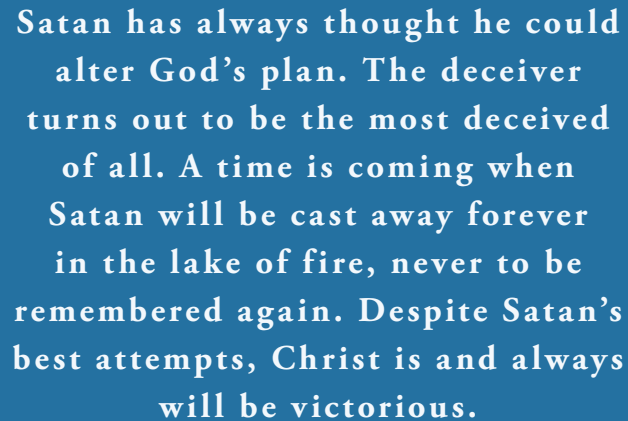 Satan has always thought he could
alter God’s plan. The deceiver
turns out to be the most deceived
of all. A time is coming when
Satan will be cast away forever
in the lake of fire, never to be
remembered again. Despite Satan’s
best attempts, Christ is and always
will be victorious.